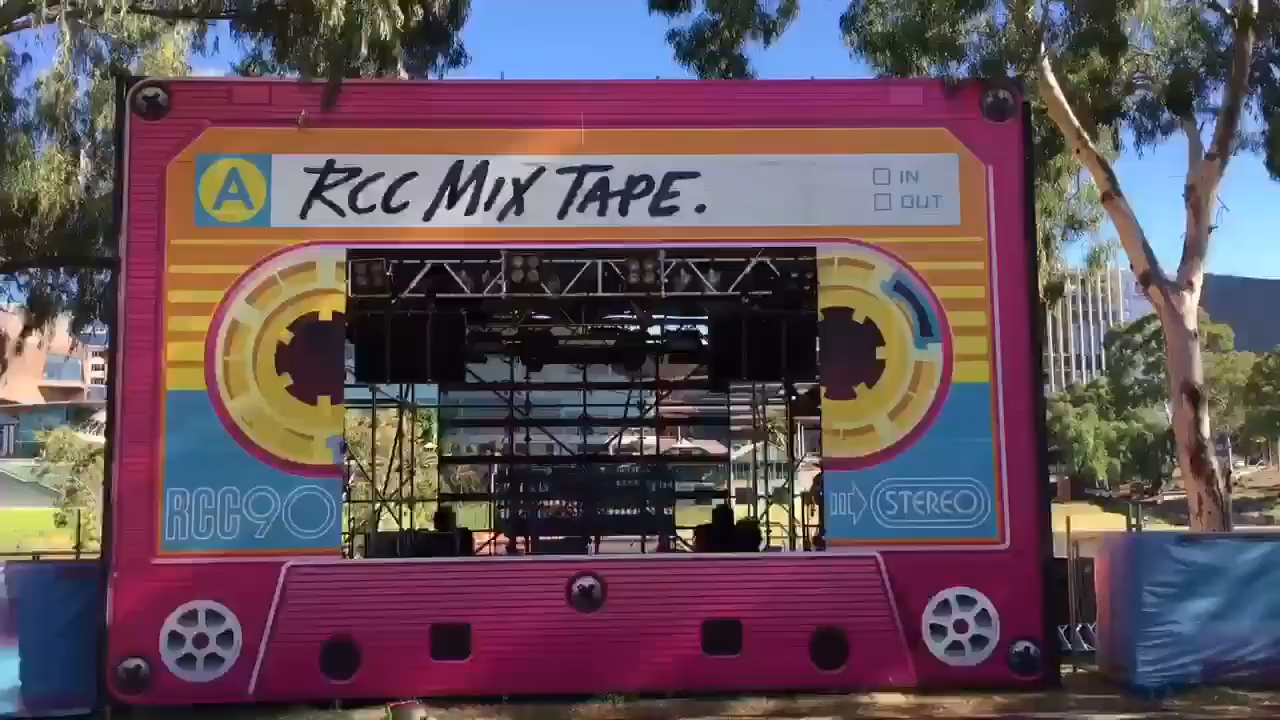 A
RCC MIX TAPE.
IN
OUT
RCC90
STEREO